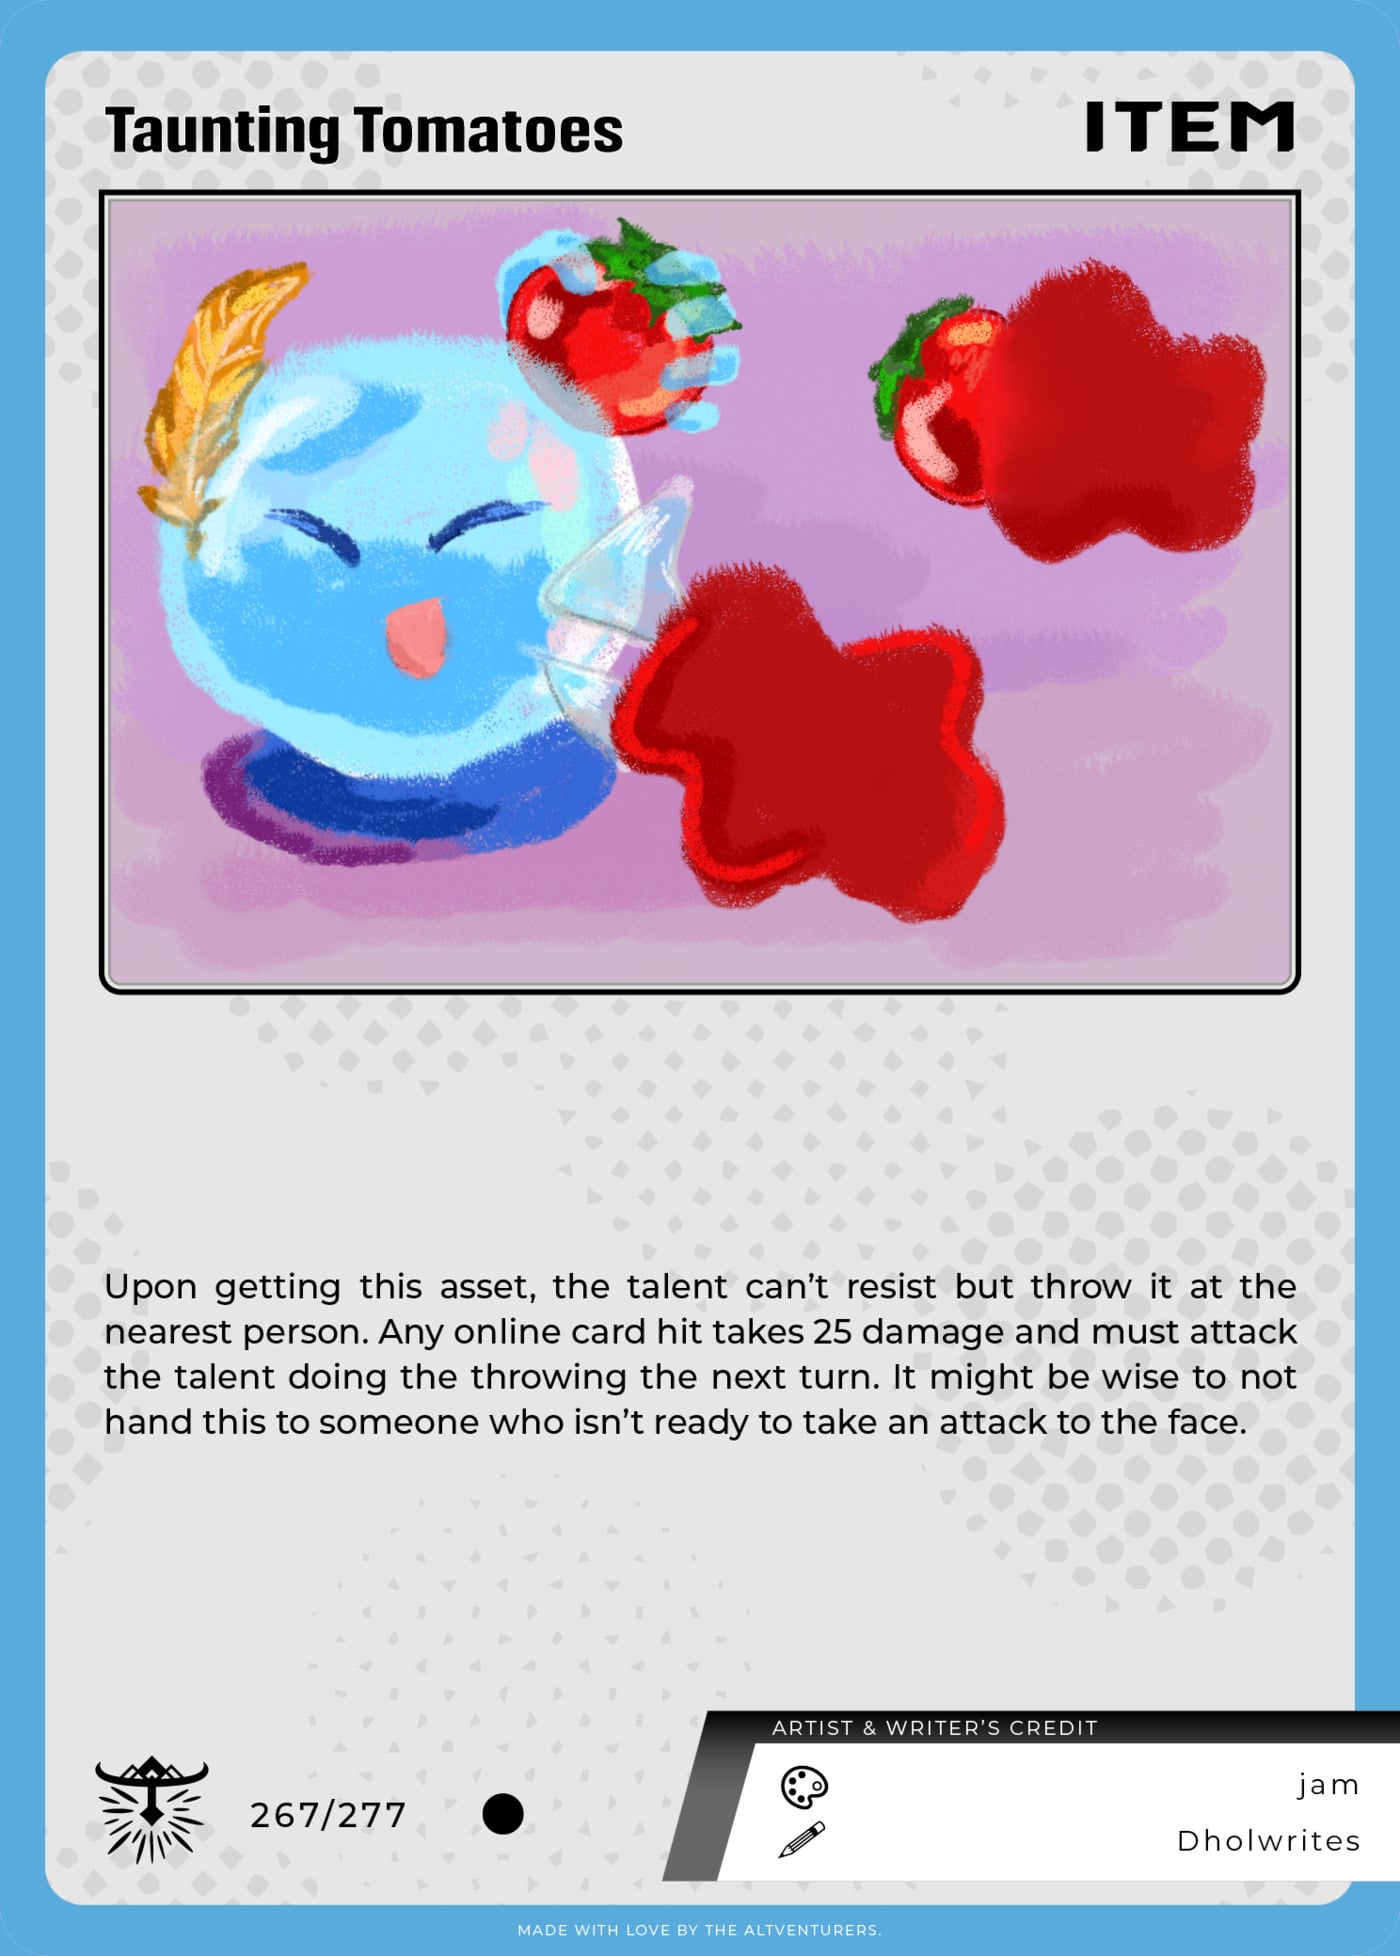 Taunting Tomatoes
ITEM
Upon getting this asset, the talent can’t resist but throw it at the
nearest person. Any online card hit takes 25 damage and must attack
the talent doing the throwing the next turn. It might be wise to not
hand this to someone who isn’t ready to take an attack to the face.
ARTIST & WRITER’S CREDIT
jam
Dholwrites
267/277
MADE WITH LOVE BY THE ALTVENTURERS.